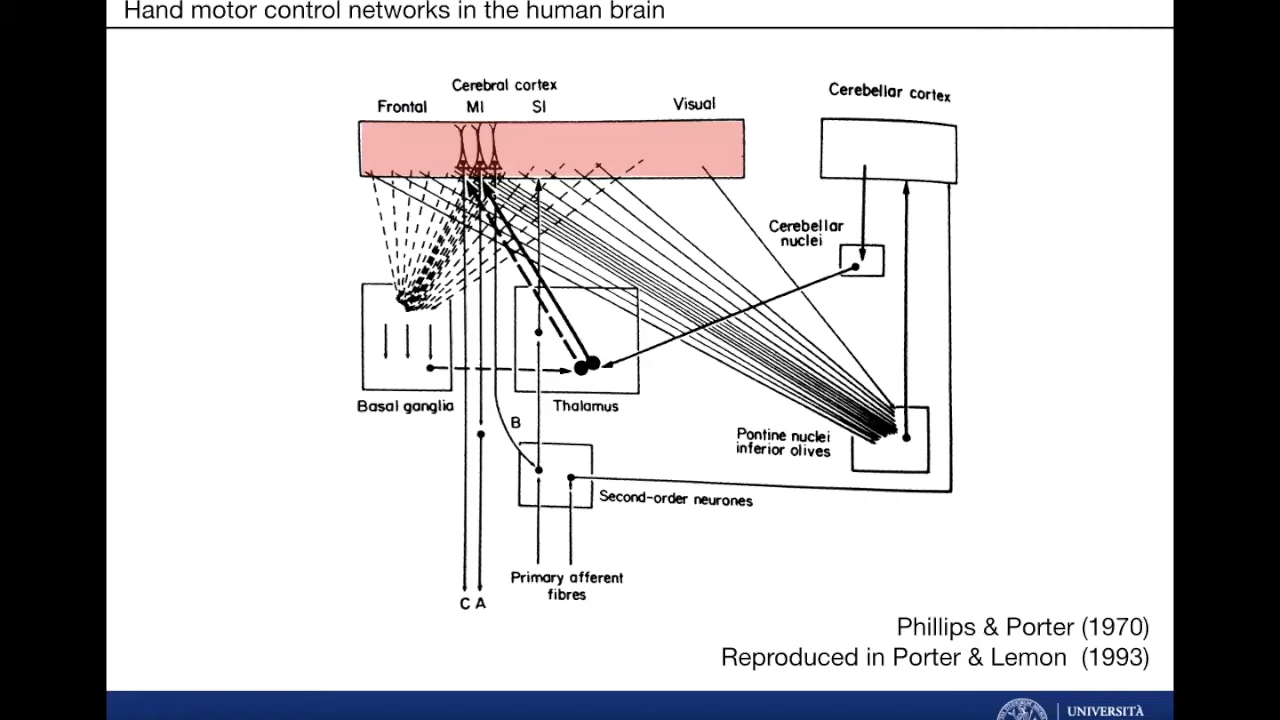 Hand motor control networks in the human brain
Cerebral cortex
Frontal MI SI Visual
Cerebellar cortex
Cerebellar
nuclei
Basal ganglia
Thalamus
B
Pontine nuclei
inferior olives
Second-order neurones
Primary afferent
fibres
C A
Phillips & Porter (1970)
Reproduced in Porter & Lemon (1993)
UNIVERSITÀ